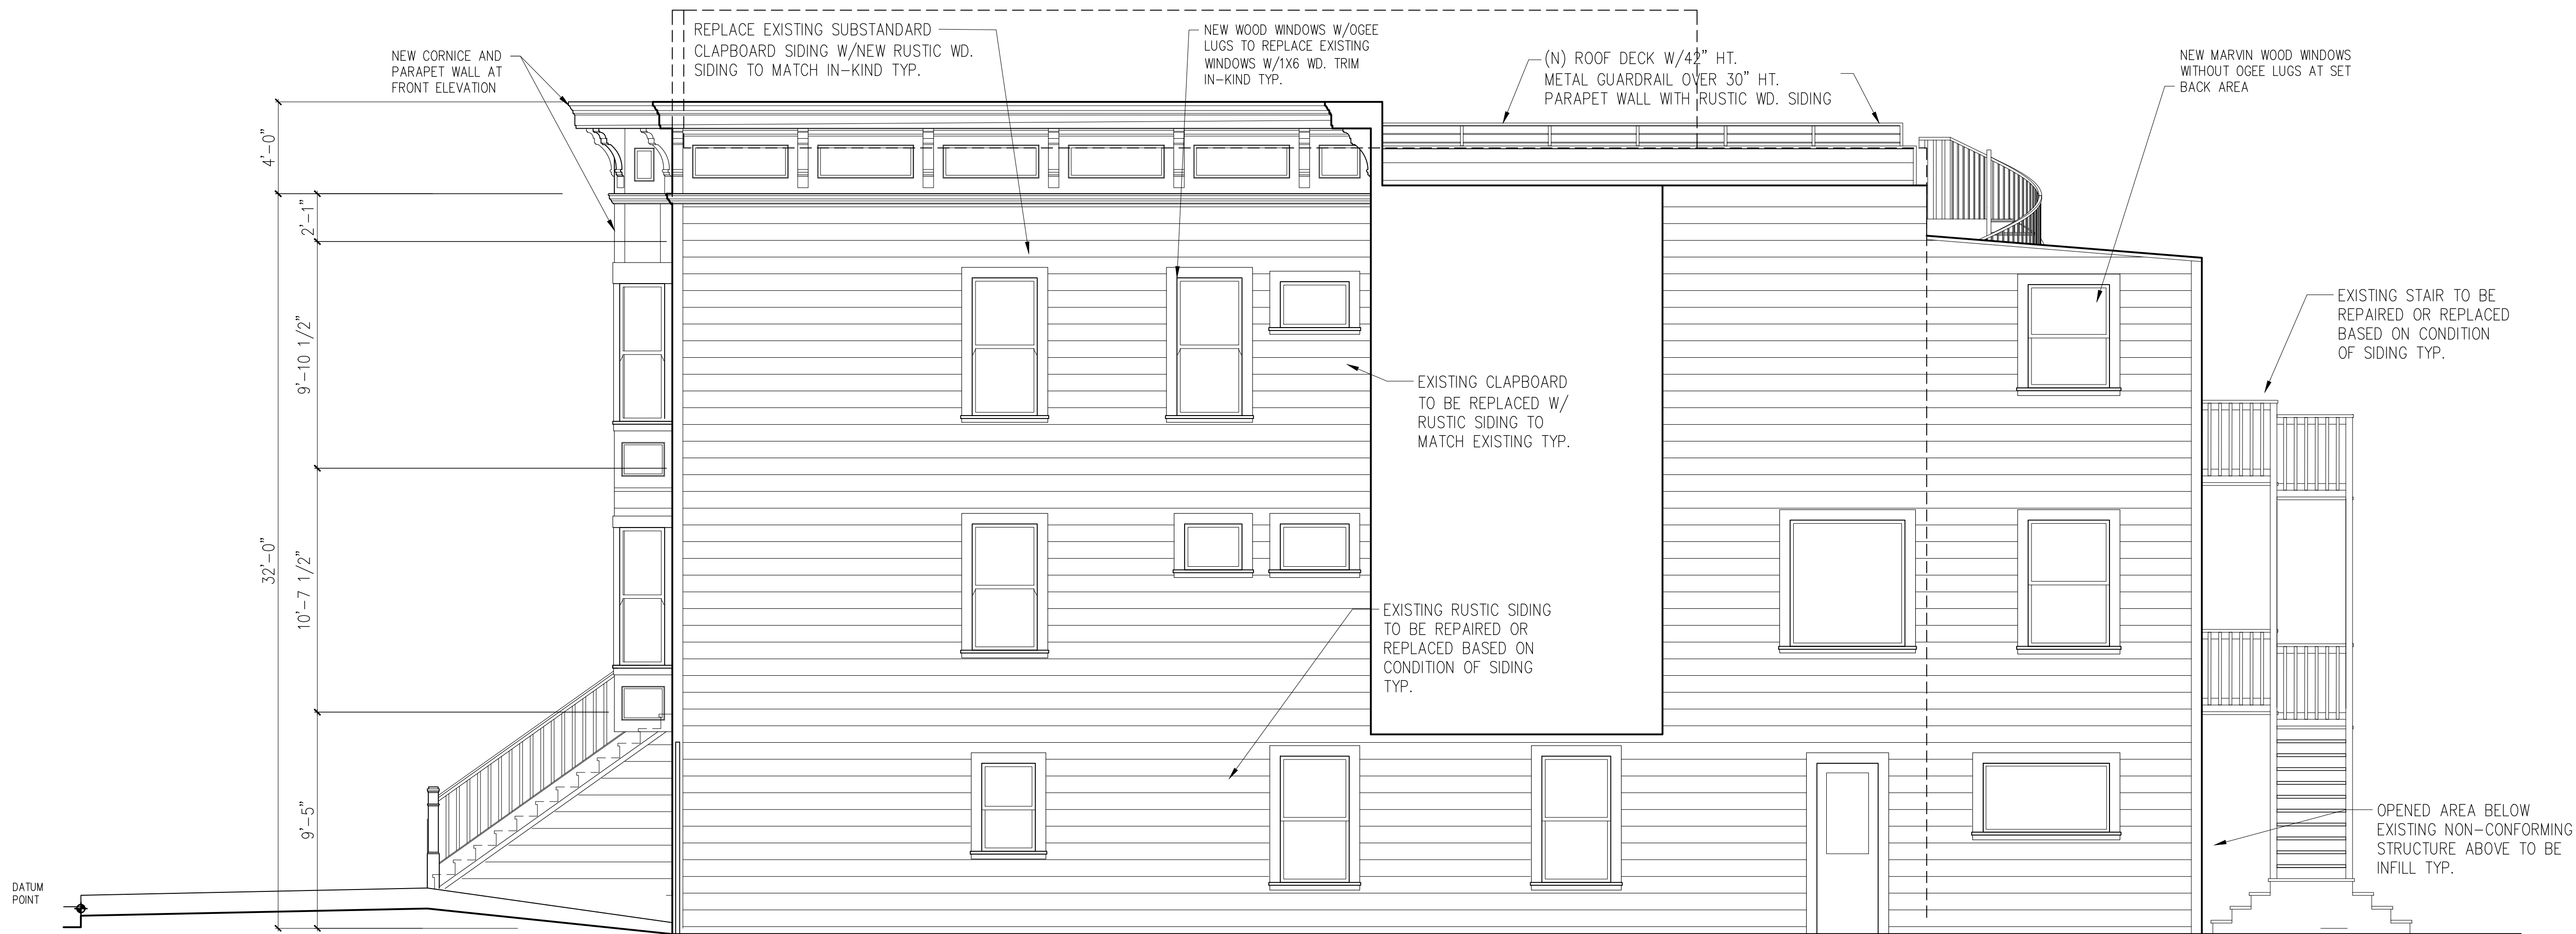 NEW CORNICE AND
PARAPET WALL AT
FRONT ELEVATION
REPLACE EXISTING SUBSTANDARD
CLAPBOARD SIDING W/NEW RUSTIC WD.
SIDING TO MATCH IN-KIND TYP.
NEW WOOD WINDOWS W/OGEE
LUGS TO REPLACE EXISTING
WINDOWS W/1X6 WD. TRIM
IN-KIND TYP.
(N) ROOF DECK W/42" HT.
METAL GUARDRAIL OVER 30" HT.
PARAPET WALL WITH RUSTIC WD. SIDING
NEW MARVIN WOOD WINDOWS
WITHOUT OGEE LUGS AT SET
BACK AREA
4'-0"
2'-1"
9'-10 1/2"
32'-0"
10'-7 1/2"
9'-5"
EXISTING STAIR TO BE
REPAIRED OR REPLACED
BASED ON CONDITION
OF SIDING TYP.
EXISTING CLAPBOARD
TO BE REPLACED W/
RUSTIC SIDING TO
MATCH EXISTING TYP.
EXISTING RUSTIC SIDING
TO BE REPAIRED OR
REPLACED BASED ON
CONDITION OF SIDING
TYP.
OPENED AREA BELOW
EXISTING NON-CONFORMING
STRUCTURE ABOVE TO BE
INFILL TYP.
DATUM
POINT